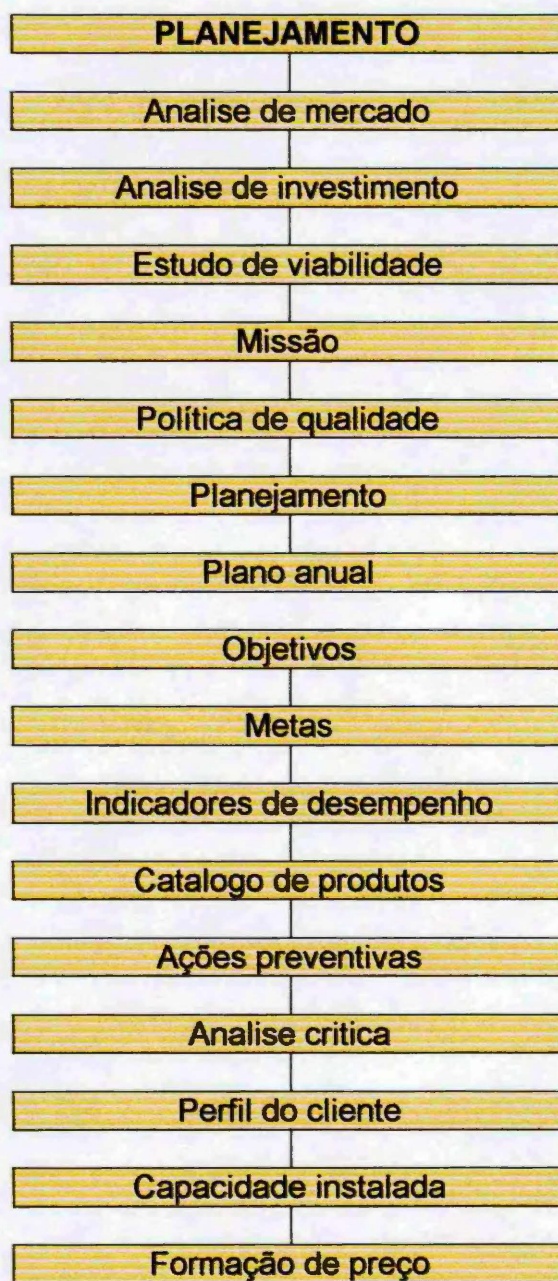 PLANEJAMENTO
Analise de mercado
Analise de investimento
Estudo de viabilidade
Missão
Política de qualidade
Planejamento
Plano anual
Objetivos
Metas
Indicadores de desempenho
Catalogo de produtos
Ações preventivas
Analise critica
Perfil do cliente
Capacidade instalada
Formação de preço